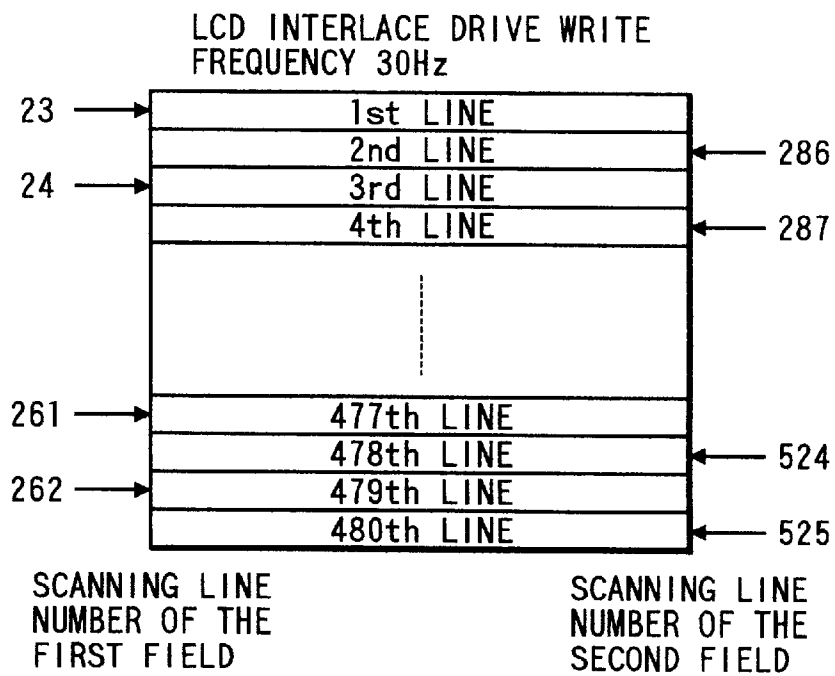 LCD INTERLACE DRIVE WRITE
FREQUENCY 30Hz
23
1st LINE
2nd LINE
286
24
3rd LINE
4th LINE
287
261
477th LINE
478th LINE
524
262
479th LINE
480th LINE
525
SCANNING LINE
NUMBER OF THE
FIRST FIELD
SCANNING LINE
NUMBER OF THE
SECOND FIELD